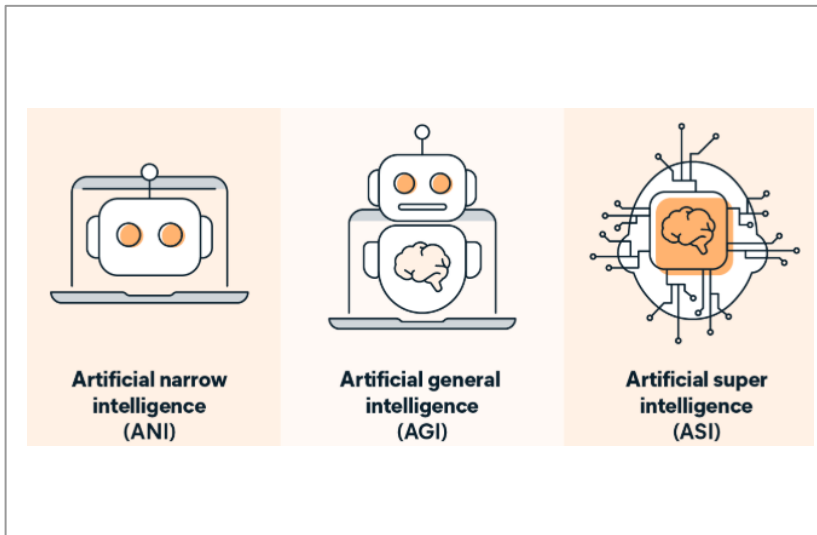 Artificial narrow
intelligence
(ANI)
Artificial general
intelligence
(AGI)
Artificial super
intelligence
(ASI)